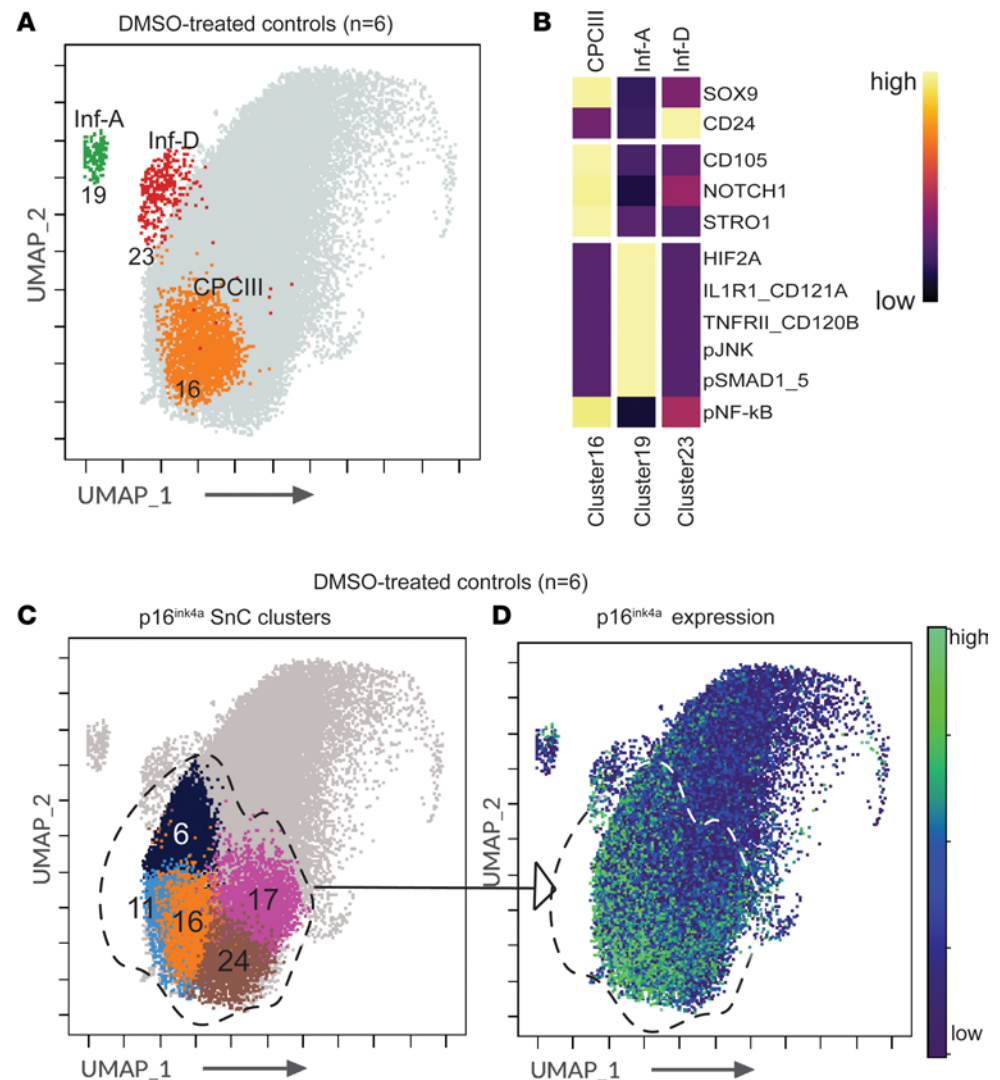 A
DMSO-treated controls (n=6)
Inf-A
19
Inf-D
23
CPCIII
16
UMAP_2
UMAP_1
B
CPCIII
Inf-A
Inf-D
SOX9
CD24
CD105
NOTCH1
STRO1
HIF2A
IL1R1_CD121A
TNFRII_CD120B
pJNK
pSMAD1_5
pNF-kB
Cluster16
Cluster19
Cluster23
high
low
DMSO-treated controls (n=6)
C
p16ink4a SnC clusters
6
11
16
17
24
UMAP_2
UMAP_1
D
p16ink4a expression
UMAP_2
UMAP_1
high
low